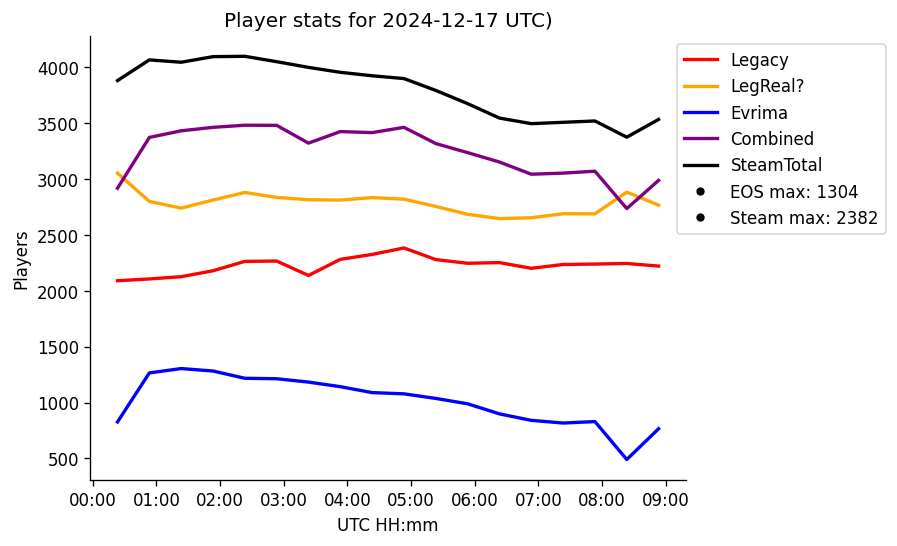 Player stats for 2024-12-17 UTC)
Players
4000
3500
3000
2500
2000
1500
1000
500
00:00 01:00 02:00 03:00 04:00 05:00 06:00 07:00 08:00 09:00
UTC HH:mm
Legacy
LegReal?
Evrima
Combined
SteamTotal
EOS max: 1304
Steam max: 2382